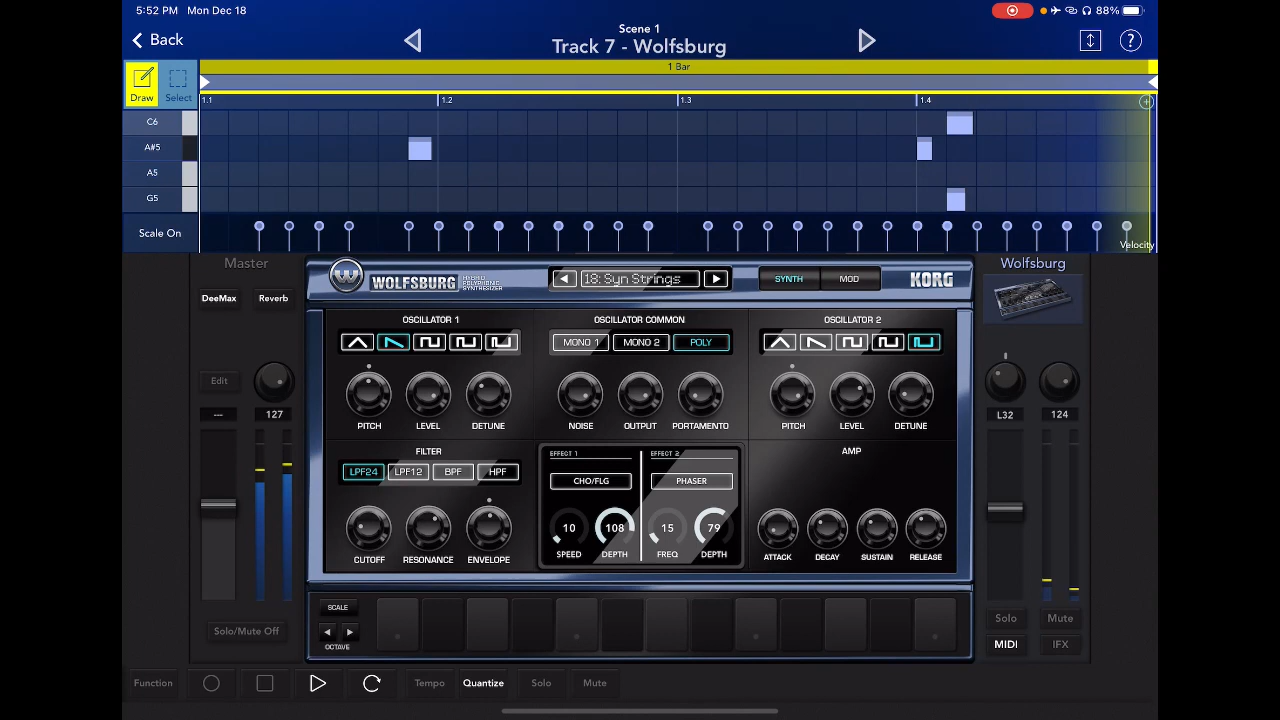 5:52 PM Mon Dec 18
88%
Back
Scene 1
Track 7 - Wolfsburg
?
Draw
Select
1 Bar
1.1 1.2 1.3 1.4
C6
A#5
A5
G5
Scale On
Velocity
Master
DeeMax
Reverb
Edit
---
127
Solo/Mute Off
W
WOLFSBURG
HYBRID
POLYPHONIC
SYNTHESIZER
18: Syn Strings
SYNTH
MOD
KORG
OSCILLATOR 1
PITCH
LEVEL
DETUNE
OSCILLATOR COMMON
MONO 1
MONO 2
POLY
NOISE
OUTPUT
PORTAMENTO
OSCILLATOR 2
PITCH
LEVEL
DETUNE
FILTER
LPF24
LPF12
BPF
HPF
CUTOFF
RESONANCE
ENVELOPE
EFFECT 1
CHO/FLG
10
SPEED
108
DEPTH
EFFECT 2
PHASER
15
FREQ
79
DEPTH
AMP
ATTACK
DECAY
SUSTAIN
RELEASE
SCALE
OCTAVE
Wolfsburg
L32
124
Solo
Mute
MIDI
IFX
Function
Tempo
Quantize
Solo
Mute